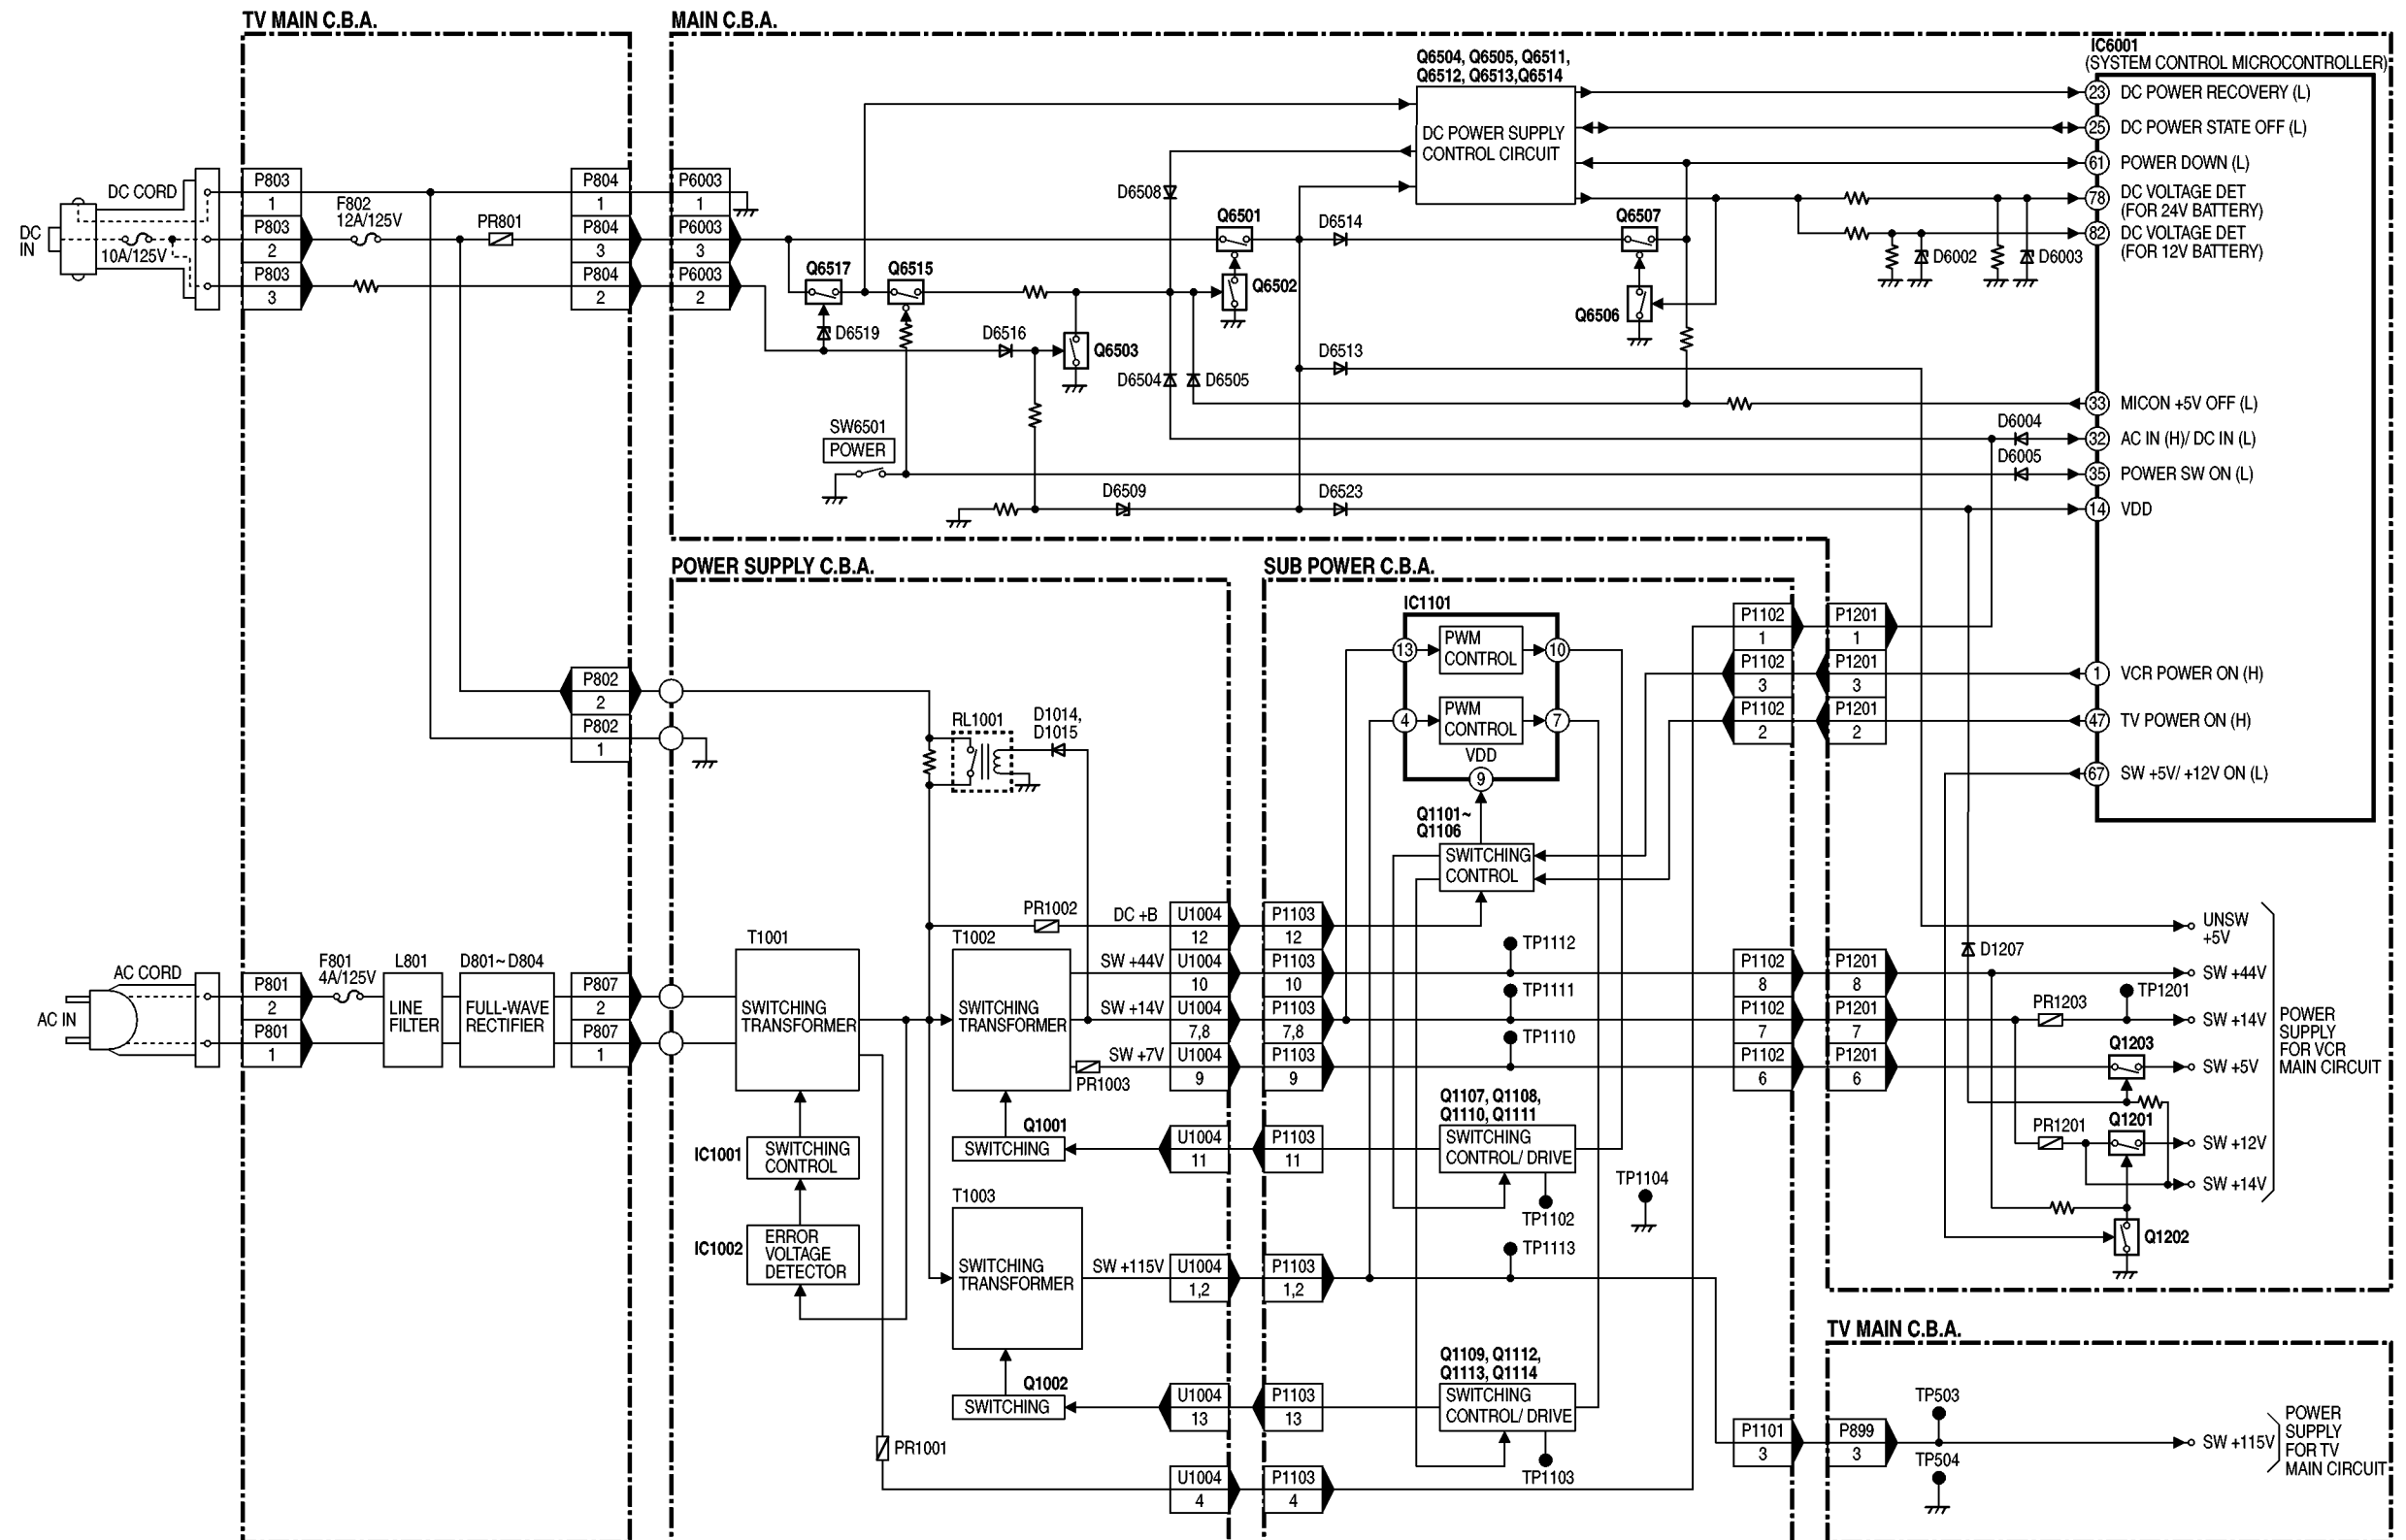 TV MAIN C.B.A.
MAIN C.B.A.
IC6001
(SYSTEM CONTROL MICROCONTROLLER)
Q6504, Q6505, Q6511,
Q6512, Q6513,Q6514
DC POWER SUPPLY
CONTROL CIRCUIT
23 DC POWER RECOVERY (L)
25 DC POWER STATE OFF (L)
61 POWER DOWN (L)
78 DC VOLTAGE DET
(FOR 24V BATTERY)
82 DC VOLTAGE DET
(FOR 12V BATTERY)
D6002
D6003
33 MICON +5V OFF (L)
D6004
32 AC IN (H)/ DC IN (L)
D6005
35 POWER SW ON (L)
14 VDD
1 VCR POWER ON (H)
47 TV POWER ON (H)
67 SW +5V/ +12V ON (L)
DC IN
DC CORD
10A/125V
P803
1
P803
2
P803
3
F802
12A/125V
PR801
P804
1
P804
3
P804
2
P6003
1
P6003
3
P6003
2
D6508
Q6501
Q6502
D6514
Q6507
Q6506
Q6517
Q6515
D6519
D6516
Q6503
D6504
D6505
D6513
SW6501
POWER
D6509
D6523
POWER SUPPLY C.B.A.
SUB POWER C.B.A.
P802
2
P802
1
RL1001
D1014,
D1015
IC1101
13
PWM
CONTROL
10
4
PWM
CONTROL
7
VDD
9
Q1101~
Q1106
SWITCHING
CONTROL
P1102
1
P1102
3
P1102
2
P1201
1
P1201
3
P1201
2
AC IN
AC CORD
P801
2
P801
1
F801
4A/125V
L801
LINE
FILTER
D801~D804
FULL-WAVE
RECTIFIER
P807
2
P807
1
T1001
SWITCHING
TRANSFORMER
T1002
SWITCHING
TRANSFORMER
PR1002
DC +B
SW +44V
SW +14V
SW +7V
PR1003
U1004
12
U1004
10
U1004
7,8
U1004
9
P1103
12
P1103
10
P1103
7,8
P1103
9
TP1112
TP1111
TP1110
P1102
8
P1102
7
P1102
6
P1201
8
P1201
7
P1201
6
D1207
UNSW
+5V
SW +44V
TP1201
PR1203
SW +14V
Q1203
SW +5V
PR1201
Q1201
SW +12V
SW +14V
Q1202
POWER
SUPPLY
FOR VCR
MAIN CIRCUIT
IC1001
SWITCHING
CONTROL
IC1002
ERROR
VOLTAGE
DETECTOR
Q1001
SWITCHING
U1004
11
P1103
11
Q1107, Q1108,
Q1110, Q1111
SWITCHING
CONTROL/ DRIVE
TP1102
TP1104
T1003
SWITCHING
TRANSFORMER
SW +115V
U1004
1,2
P1103
1,2
TP1113
Q1002
SWITCHING
U1004
13
P1103
13
Q1109, Q1112,
Q1113, Q1114
SWITCHING
CONTROL/ DRIVE
TP1103
PR1001
U1004
4
P1103
4
TV MAIN C.B.A.
P1101
3
P899
3
TP503
TP504
SW +115V
POWER
SUPPLY
FOR TV
MAIN CIRCUIT